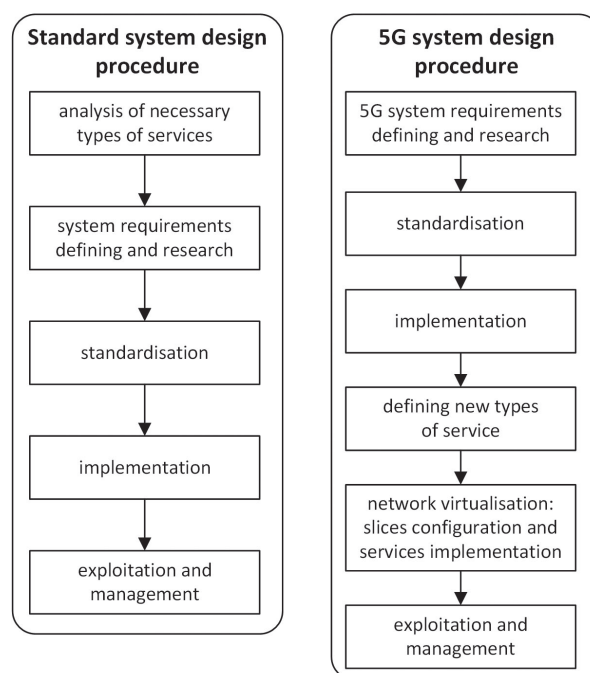 Standard system design
procedure
analysis of necessary
types of services
system requirements
defining and research
standardisation
implementation
exploitation and
management
5G system design
procedure
5G system requirements
defining and research
standardisation
implementation
defining new types
of service
network virtualisation:
slices configuration and
services implementation
exploitation and
management